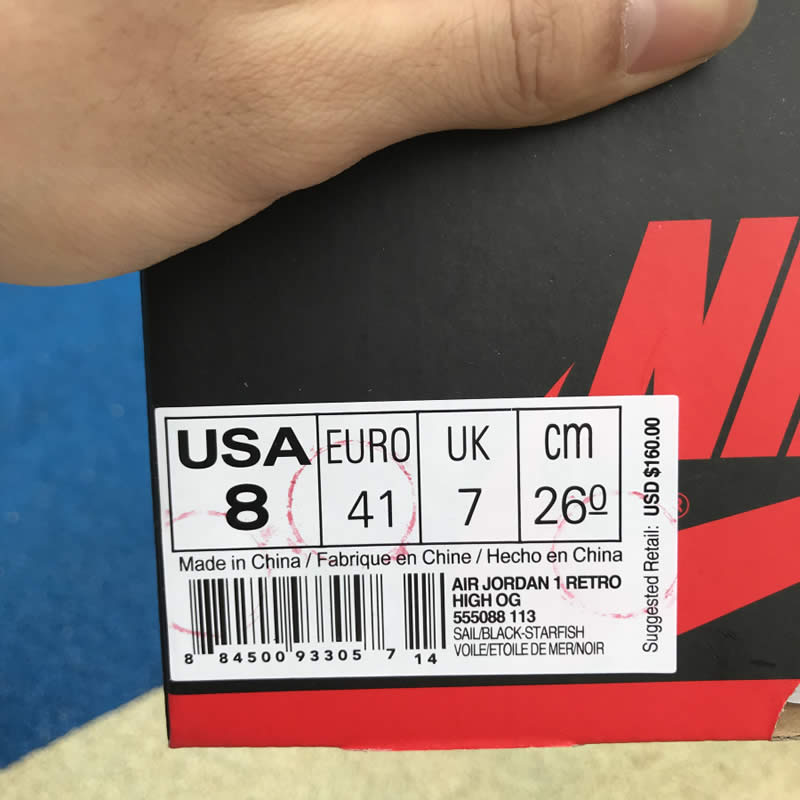 NI
®
USA EURO UK cm
8 41 7 26º
Made in China / Fabrique en Chine / Hecho en China
8 84500 93305 7 14
AIR JORDAN 1 RETRO
HIGH OG
555088 113
SAIL/BLACK-STARFISH
VOILE/ETOILE DE MER/NOIR
Suggested Retail: USD $160.00